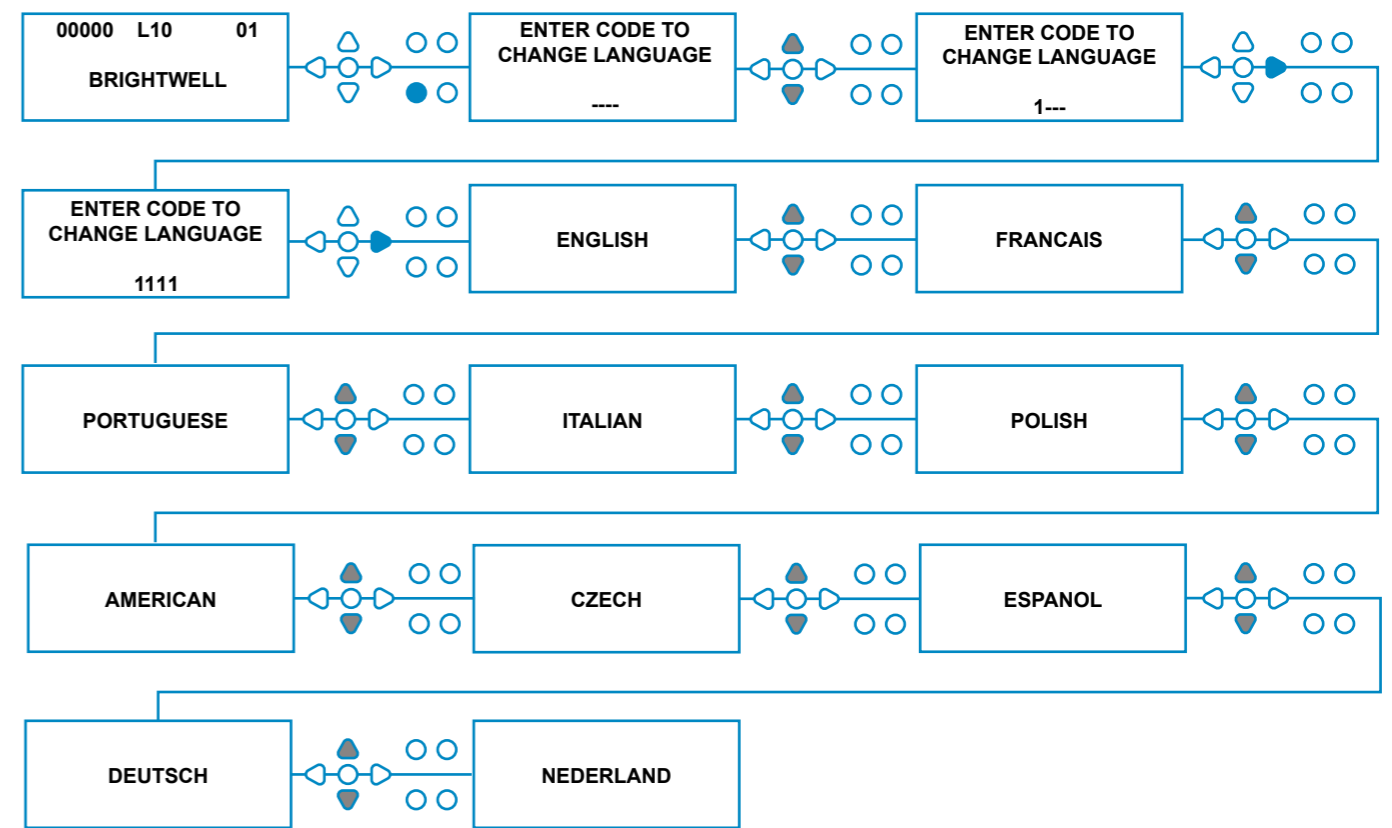 00000 L10 01
BRIGHTWELL
ENTER CODE TO
CHANGE LANGUAGE
----
ENTER CODE TO
CHANGE LANGUAGE
1---
ENTER CODE TO
CHANGE LANGUAGE
1111
ENGLISH
FRANCAIS
PORTUGUESE
ITALIAN
POLISH
AMERICAN
CZECH
ESPANOL
DEUTSCH
NEDERLAND